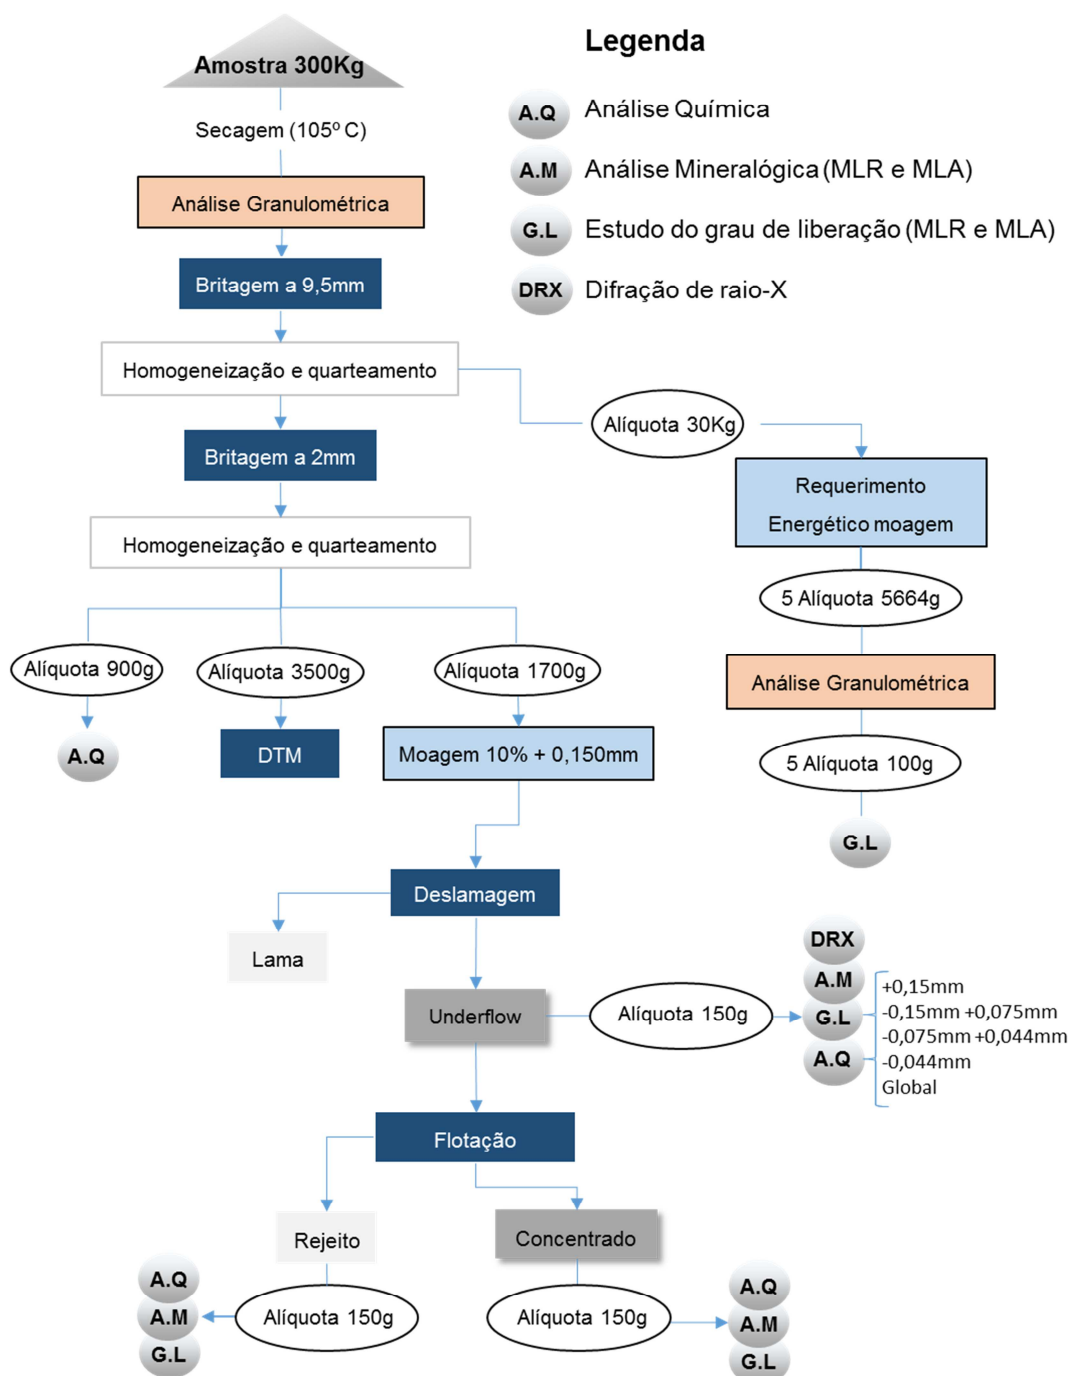 Amostra 300Kg
Secagem (105º C)
Análise Granulométrica
Britagem a 9,5mm
Homogeneização e quarteamento
Britagem a 2mm
Homogeneização e quarteamento
Legenda
A.Q Análise Química
A.M Análise Mineralógica (MLR e MLA)
G.L Estudo do grau de liberação (MLR e MLA)
DRX Difração de raio-X
Alíquota 30Kg
Requerimento
Energético moagem
5 Alíquota 5664g
Análise Granulométrica
5 Alíquota 100g
G.L
Alíquota 900g
A.Q
Alíquota 3500g
DTM
Alíquota 1700g
Moagem 10% + 0,150mm
Deslamagem
Lama
Underflow
Alíquota 150g
DRX
A.M
G.L
A.Q
+0,15mm
-0,15mm +0,075mm
-0,075mm +0,044mm
-0,044mm
Global
Flotação
Rejeito
Alíquota 150g
A.Q
A.M
G.L
Concentrado
Alíquota 150g
A.Q
A.M
G.L